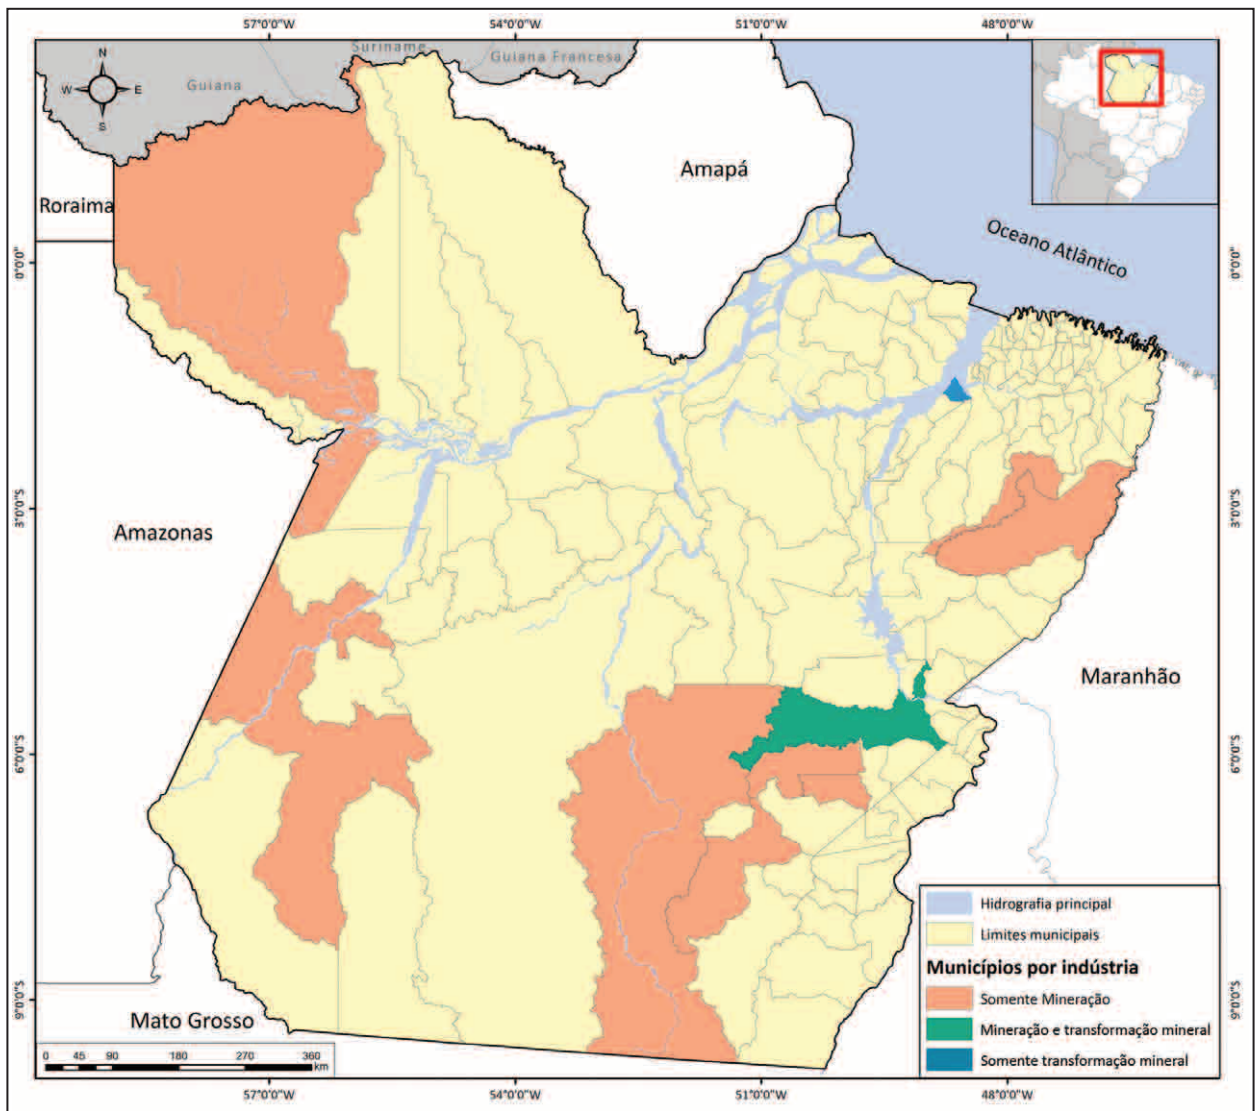 57°0'0"W 54°0'0"W 51°0'0"W 48°0'0"W
N
W E
S
Suriname
Guiana Francesa
Guiana
Amapá
Roraima
Oceano Atlântico
0°0'0" 0°0'0"
3°0'0"S 3°0'0"S
Amazonas
Maranhão
6°0'0"S 6°0'0"S
Hidrografia principal
Limites municipais
Municípios por indústria
Somente Mineração
Mineração e transformação mineral
Somente transformação mineral
9°0'0"S 9°0'0"S
Mato Grosso
0 45 90 180 270 360
km
57°0'0"W 54°0'0"W 51°0'0"W 48°0'0"W